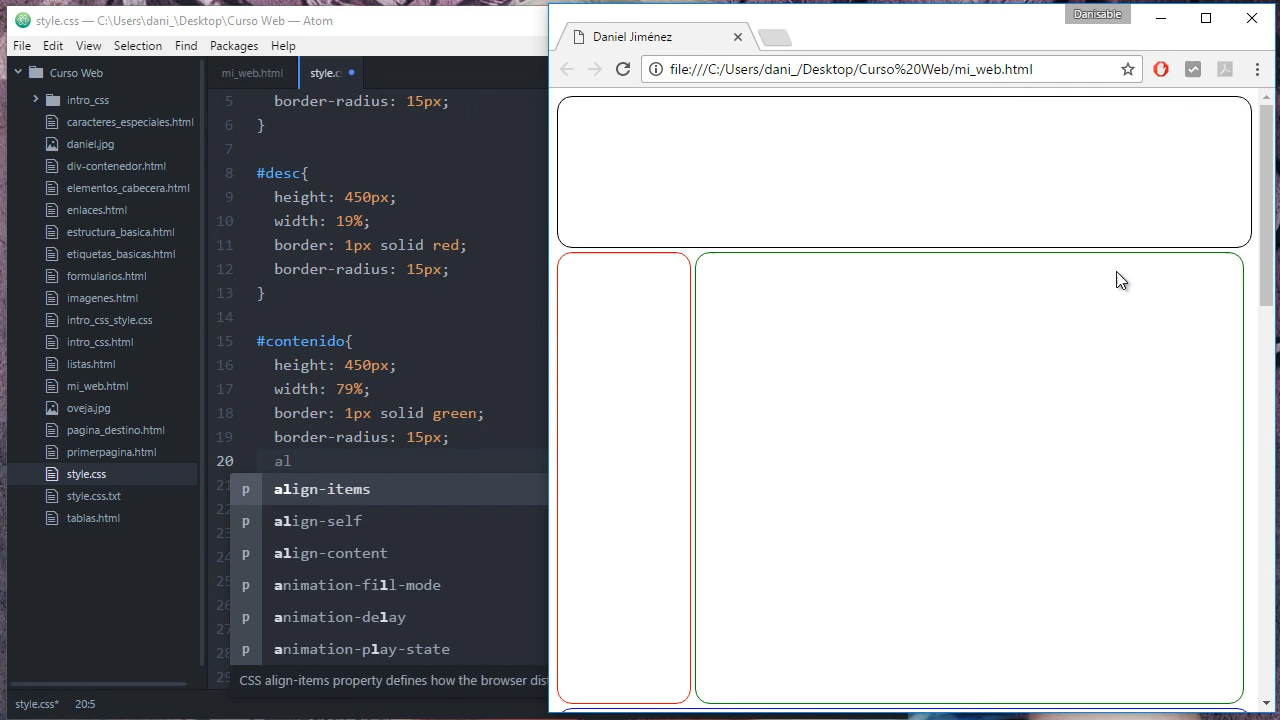 style.css — C:\Users\dani_\Desktop\Curso Web — Atom
File Edit View Selection Find Packages Help
Curso Web
intro_css
caracteres_especiales.html
daniel.jpg
div-contenedor.html
elementos_cabecera.html
enlaces.html
estructura_basica.html
etiquetas_basicas.html
formularios.html
imagenes.html
intro_css_style.css
intro_css.html
listas.html
mi_web.html
oveja.jpg
pagina_destino.html
primerpagina.html
style.css
style.css.txt
tablas.html
style.css* 20:5
mi_web.html style.c
5 border-radius: 15px;
6 }
7
8 #desc{
9 height: 450px;
10 width: 19%;
11 border: 1px solid red;
12 border-radius: 15px;
13 }
14
15 #contenido{
16 height: 450px;
17 width: 79%;
18 border: 1px solid green;
19 border-radius: 15px;
20 al
p align-items
p align-self
p align-content
p animation-fill-mode
p animation-delay
p animation-play-state
CSS align-items property defines how the browser dis
Danisable
Daniel Jiménez
file:///C:/Users/dani_/Desktop/Curso%20Web/mi_web.html